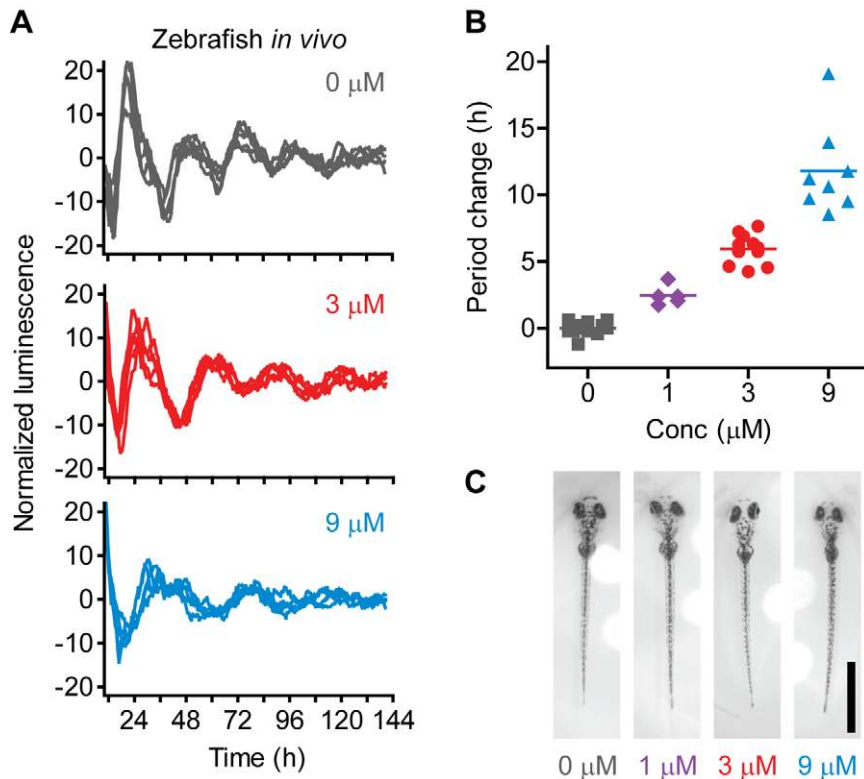 A
Zebrafish in vivo
Normalized luminescence
20
10
0
-10
-20
0 μM
20
10
0
-10
-20
3 μM
20
10
0
-10
-20
9 μM
24 48 72 96 120 144
Time (h)
B
Period change (h)
20
15
10
5
0
0 1 3 9
Conc (μM)
C
0 μM 1 μM 3 μM 9 μM